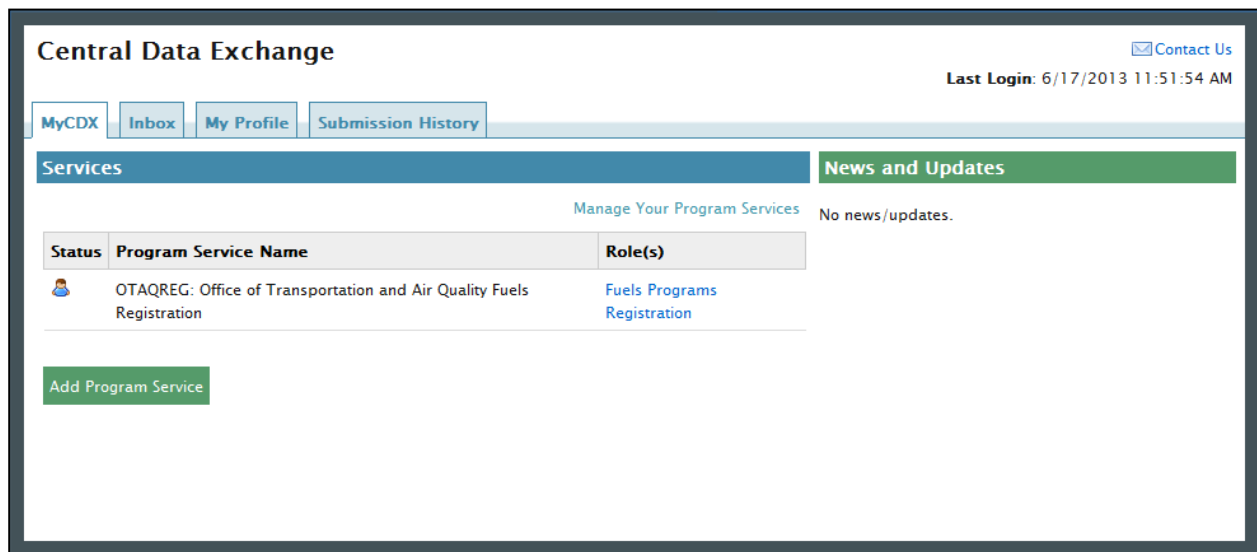 Central Data Exchange
Contact Us
Last Login: 6/17/2013 11:51:54 AM
MyCDX
Inbox
My Profile
Submission History
Services
News and Updates
Manage Your Program Services
No news/updates.
Status Program Service Name Role(s)
OTAQREG: Office of Transportation and Air Quality Fuels
Registration
Fuels Programs
Registration
Add Program Service